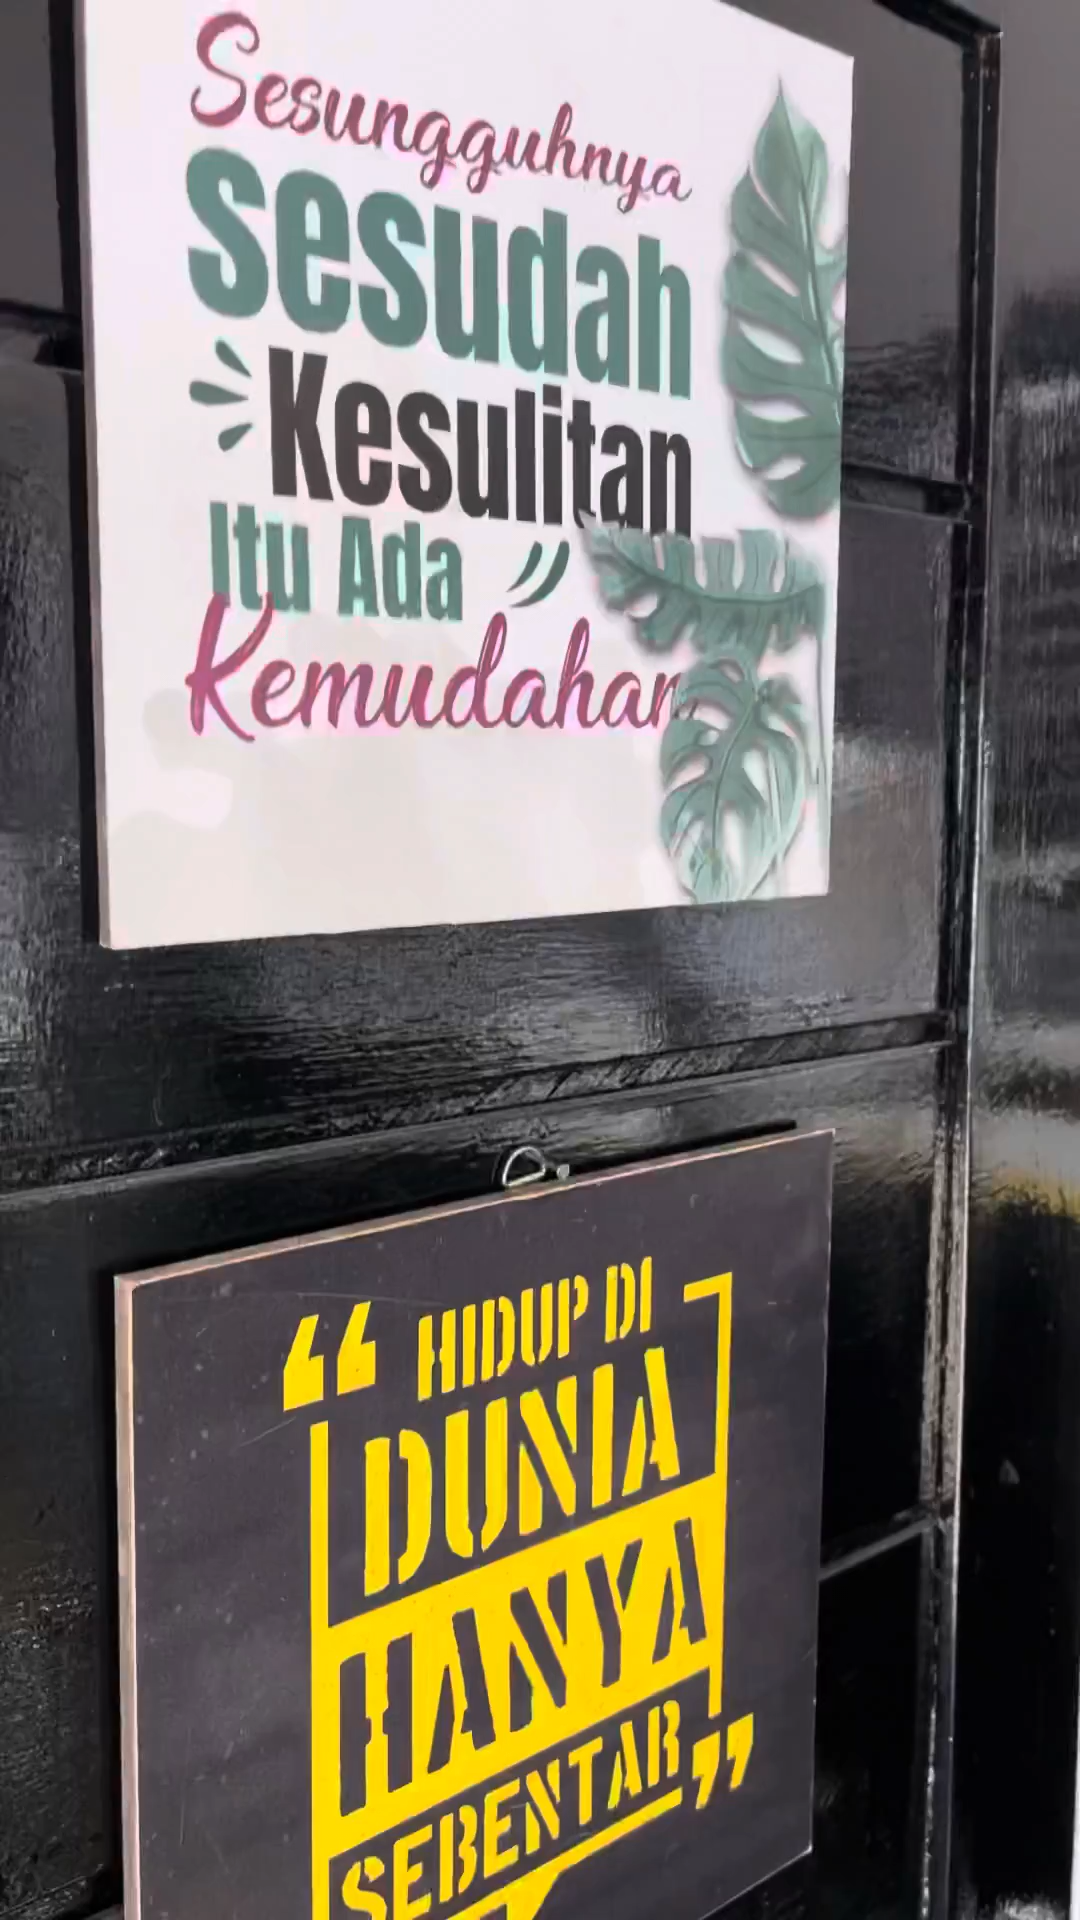 Sesungguhnya
sesudah
Kesulitan
Itu Ada
Kemudahan
“ HIDUP DI
DUNIA
HANYA
SEBENTAR ”